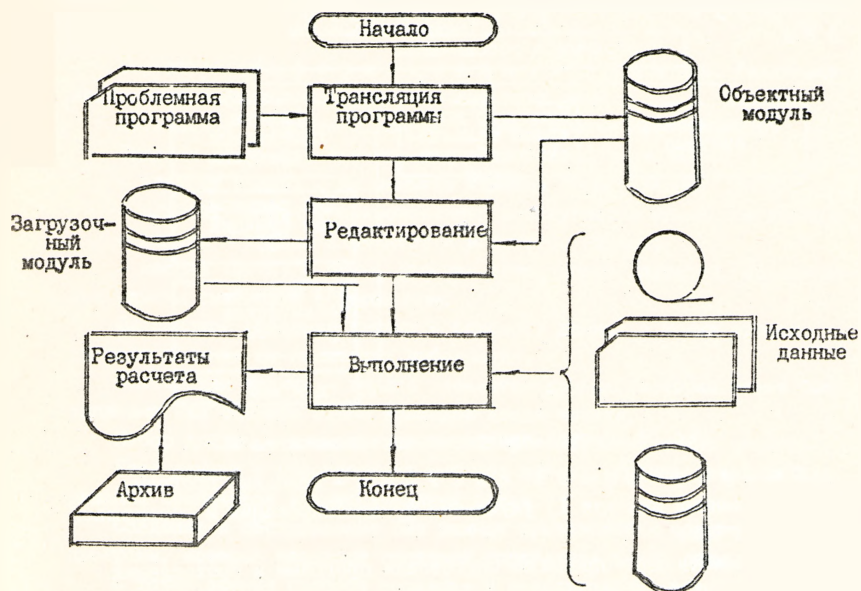 Начало
Проблемная
программа
Трансляция
программы
Объектный
модуль
Загрузоч-
ный
модуль
Редактирование
Исходные
данные
Результаты
расчета
Выполнение
Архив
Конец